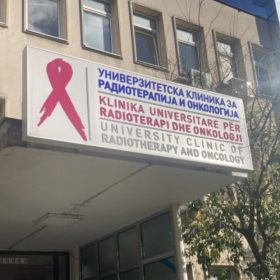 УНИВЕРЗИТЕТСКА КЛИНИКА ЗА
РАДИОТЕРАПИЈА И ОНКОЛОГИЈА
KLINIKA UNIVERSITARE PËR
RADIOTERAPI DHE ONKOLOGJI
UNIVERSITY CLINIC OF
RADIOTHERAPY AND ONCOLOGY